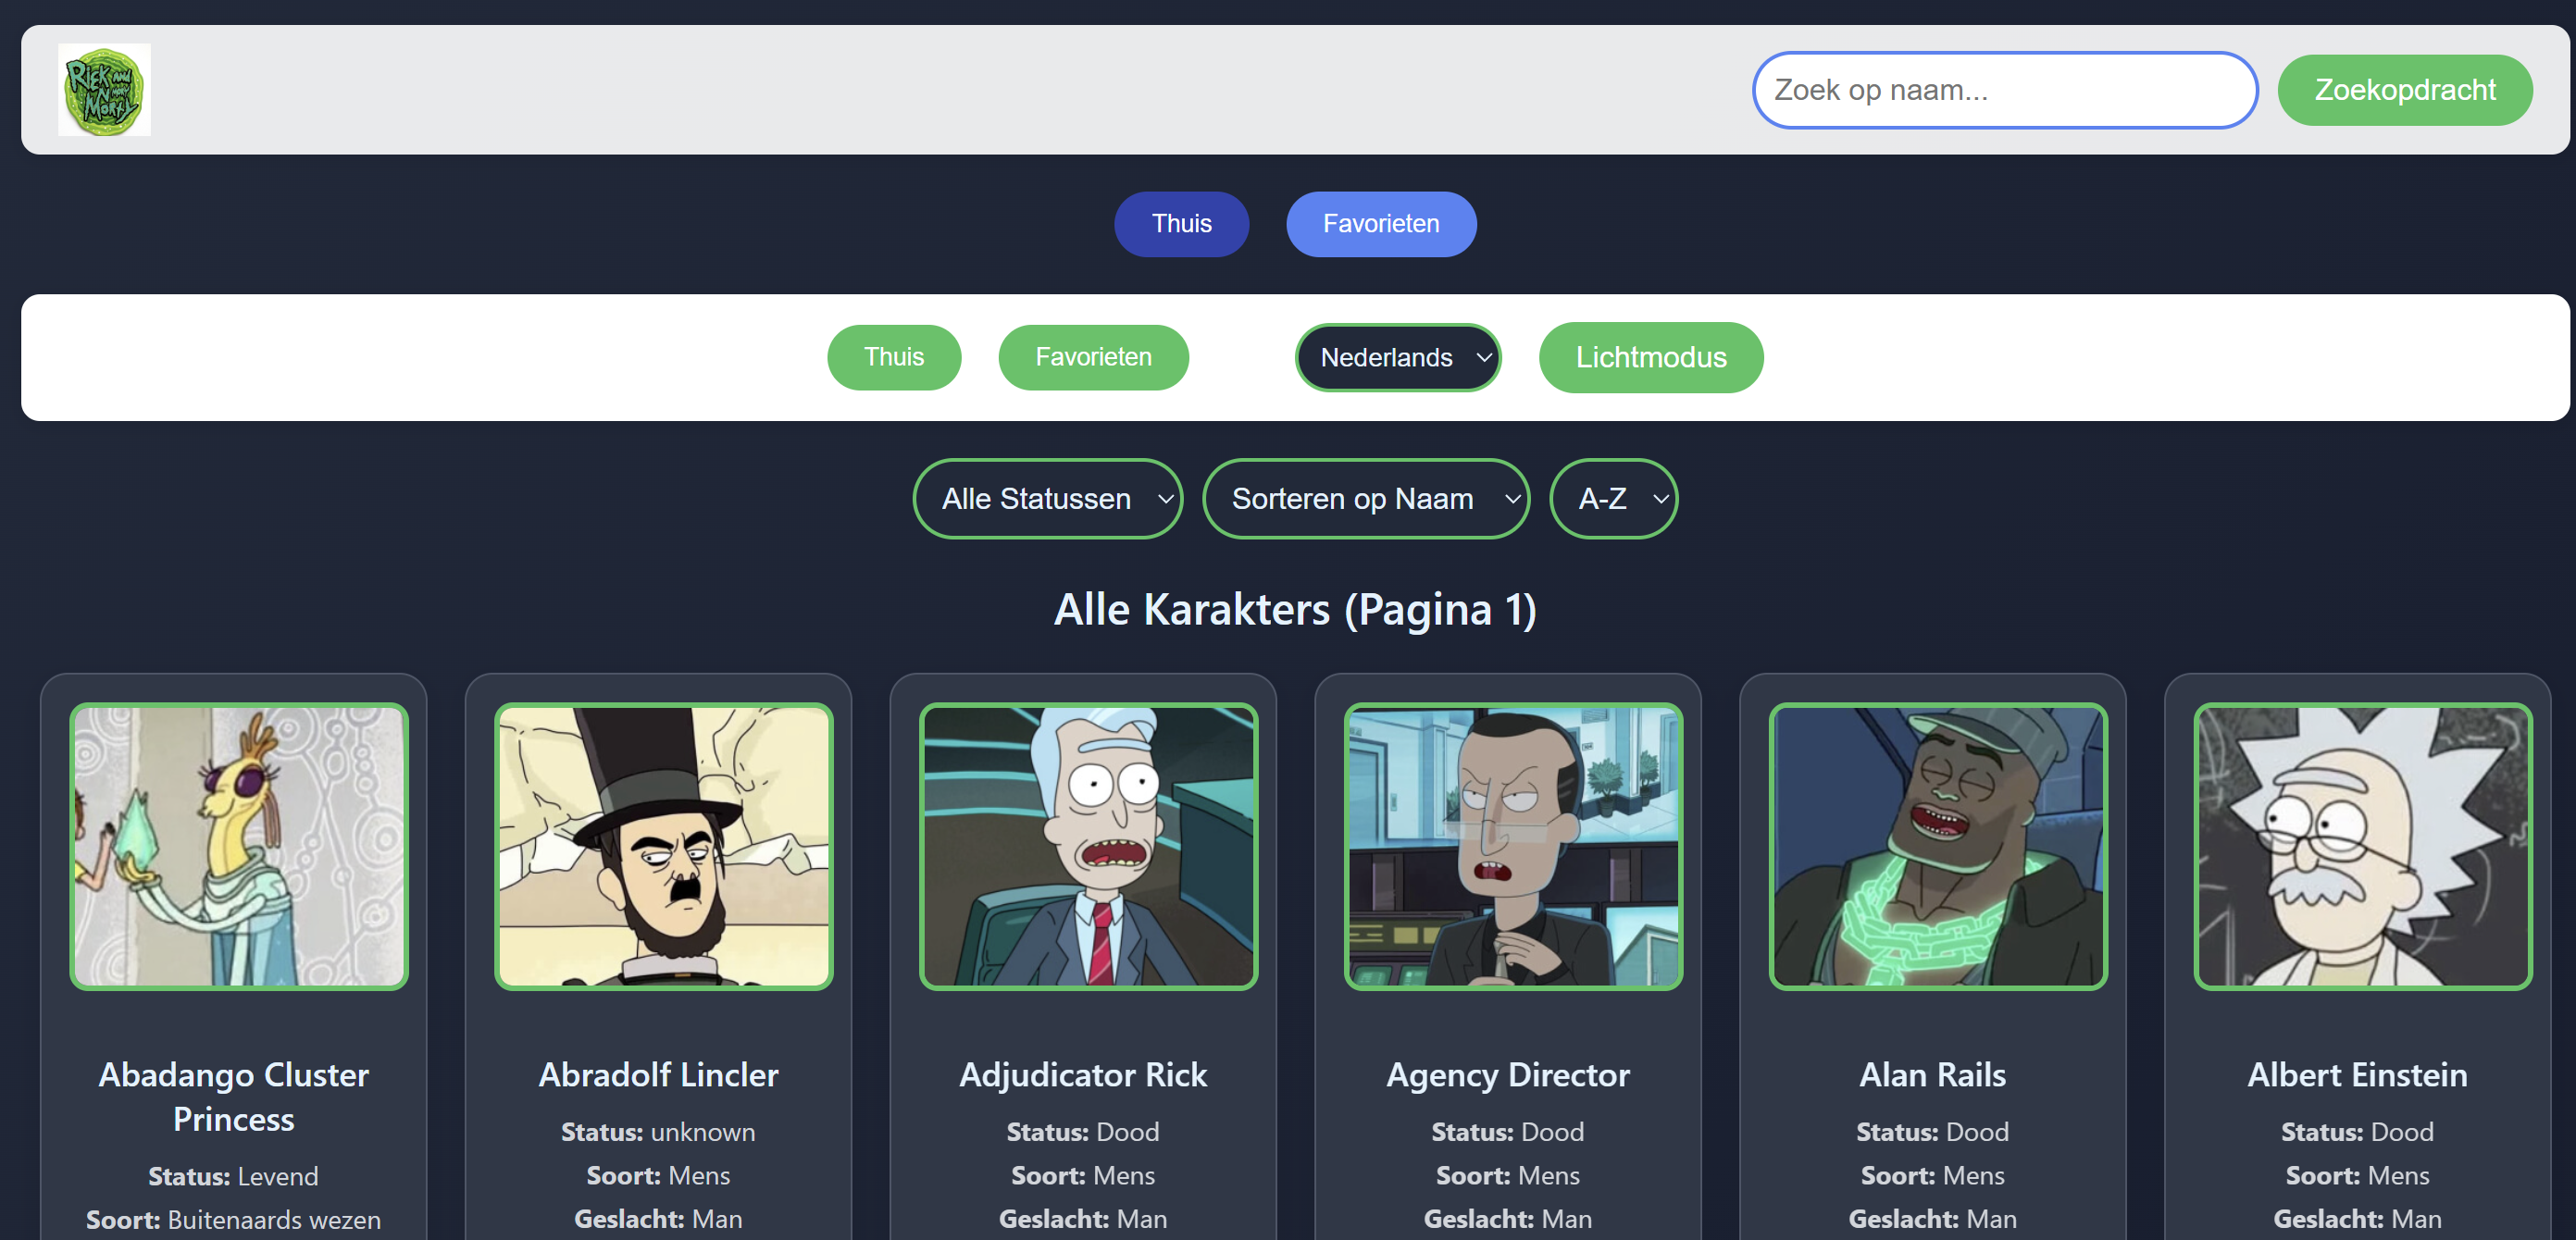 Rick and
Morty
Zoek op naam...
Zoekopdracht
Thuis
Favorieten
Thuis
Favorieten
Nederlands
Lichtmodus
Alle Statussen
Sorteren op Naam
A-Z
Alle Karakters (Pagina 1)
Abadango Cluster
Princess
Status: Levend
Soort: Buitenaards wezen
Abradolf Lincler
Status: unknown
Soort: Mens
Geslacht: Man
Adjudicator Rick
Status: Dood
Soort: Mens
Geslacht: Man
Agency Director
Status: Dood
Soort: Mens
Geslacht: Man
Alan Rails
Status: Dood
Soort: Mens
Geslacht: Man
Albert Einstein
Status: Dood
Soort: Mens
Geslacht: Man